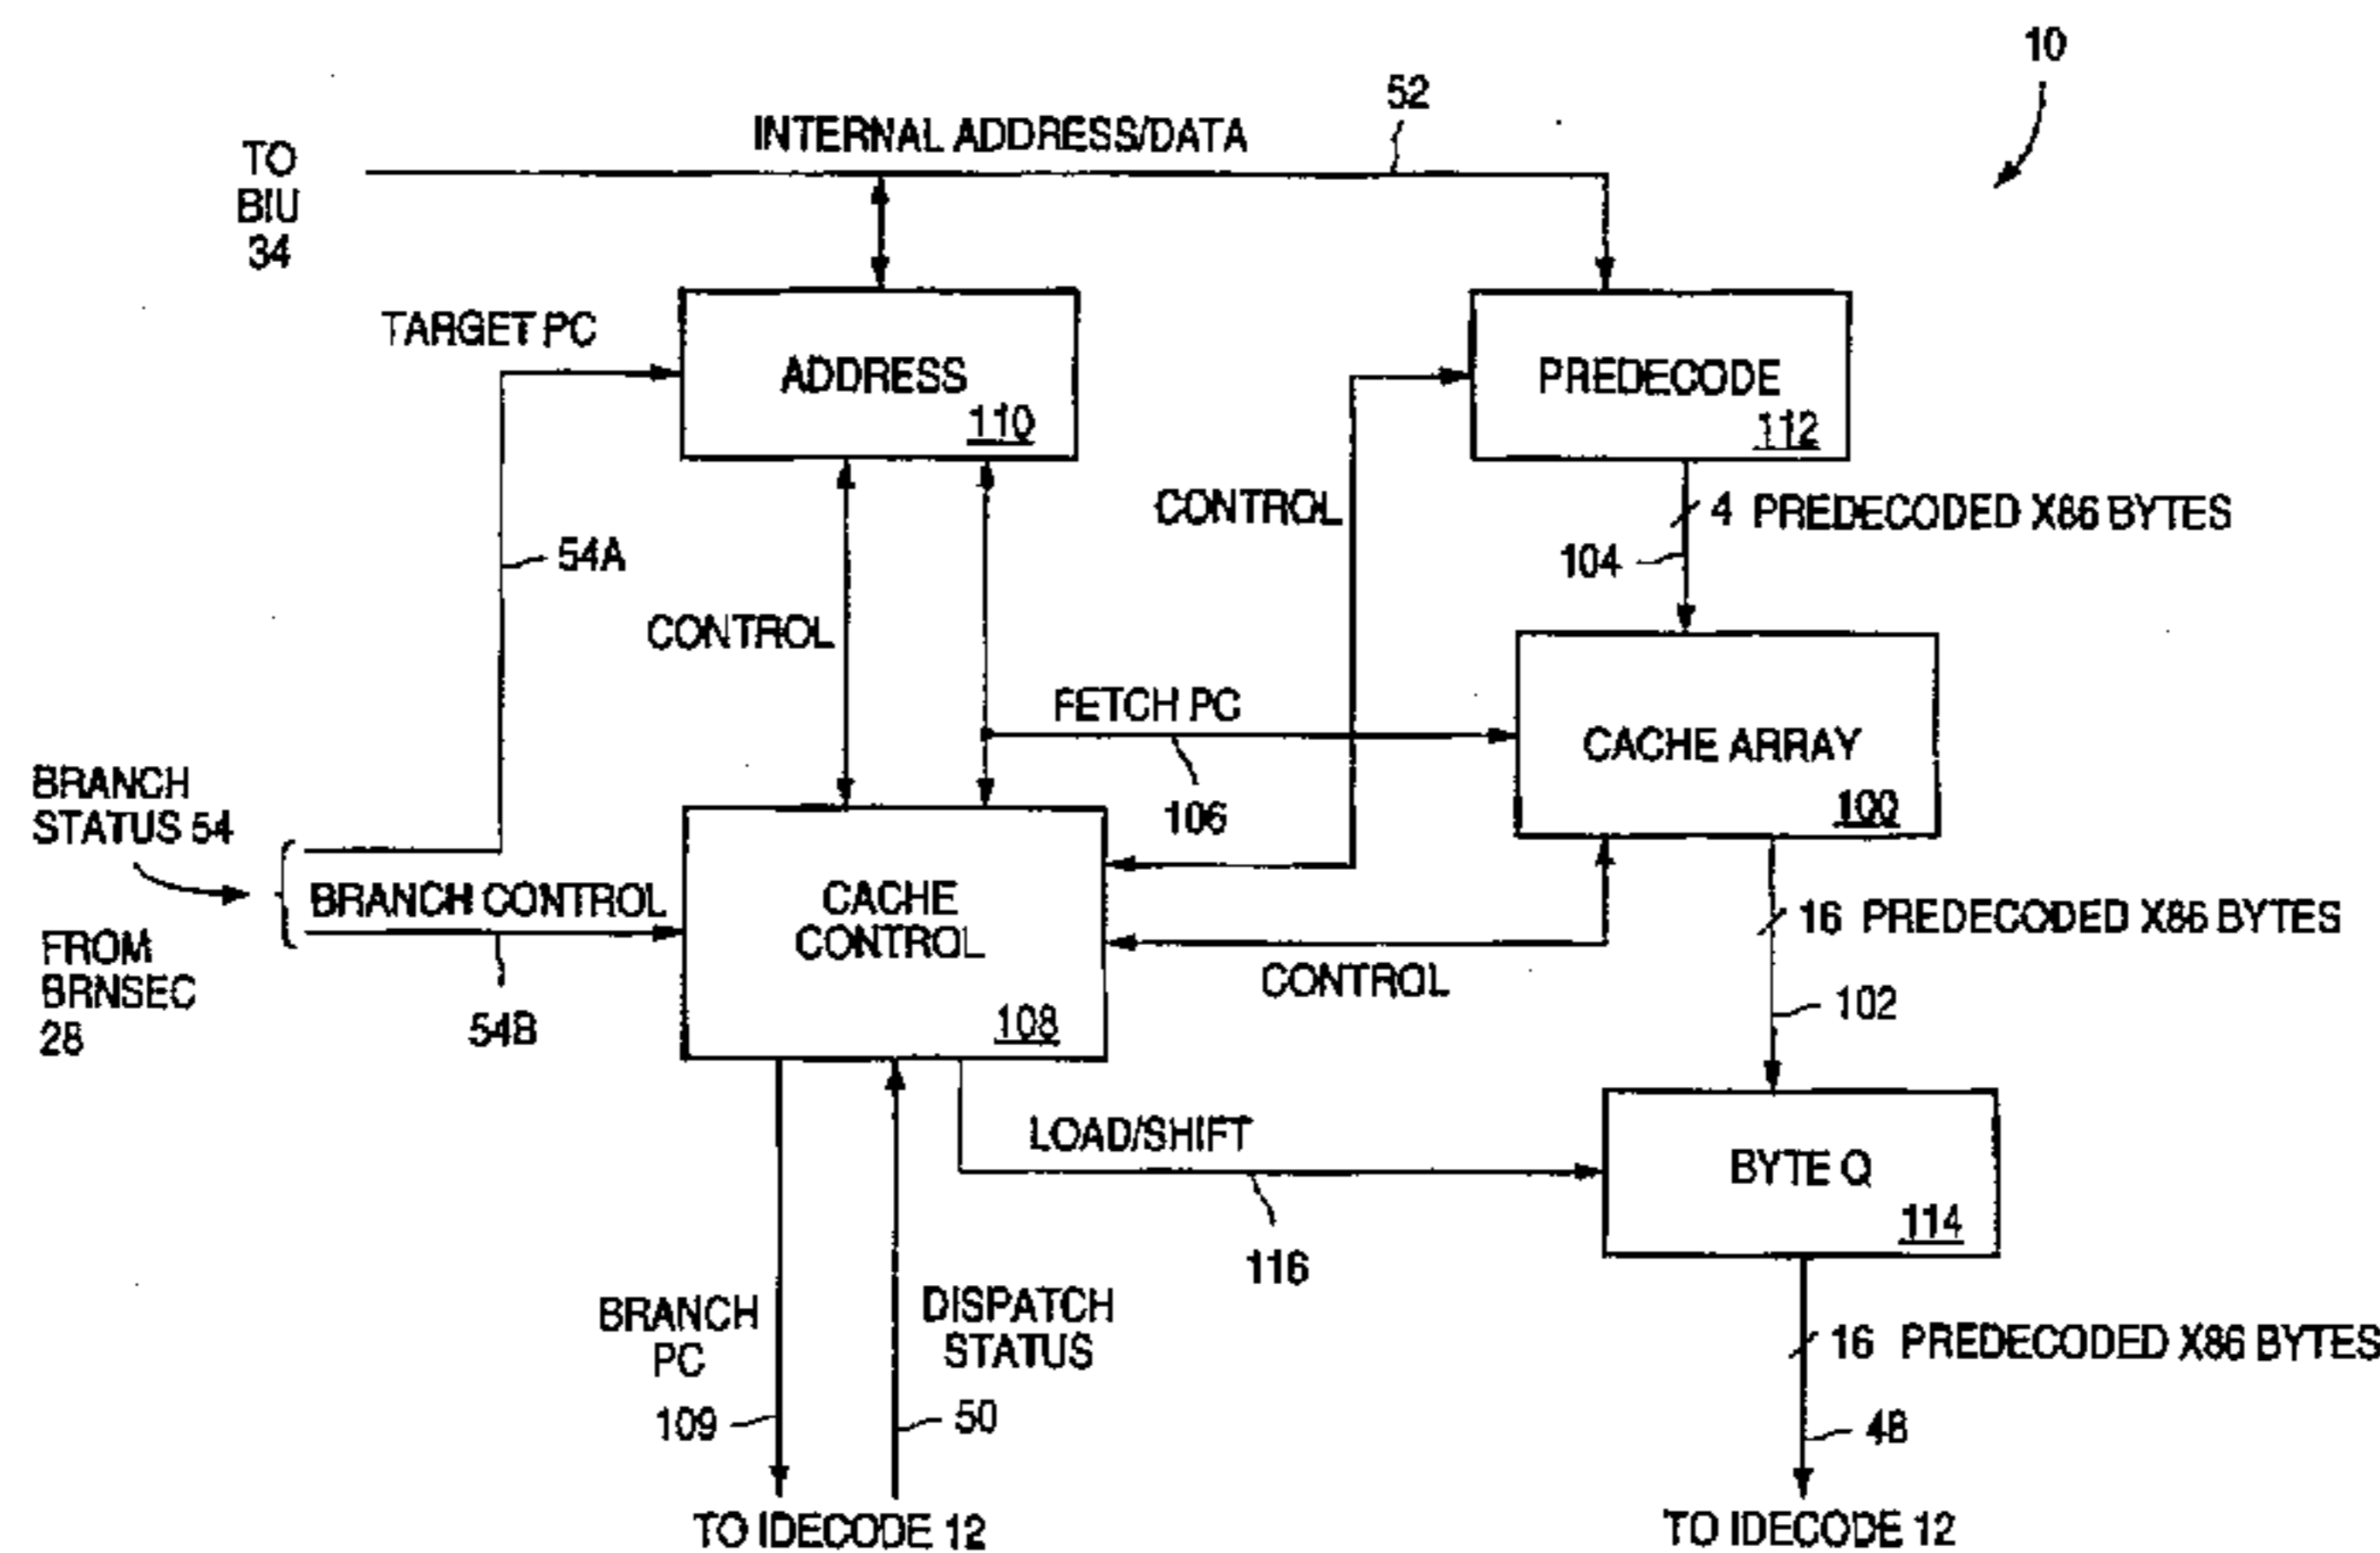 10
52
INTERNAL ADDRESS/DATA
TO
BIU
34
TARGET PC
ADDRESS
110
PREDECODE
112
CONTROL
4 PREDECODED X86 BYTES
104
54A
CONTROL
FETCH PC
106
CACHE ARRAY
100
BRANCH
STATUS 54
BRANCH CONTROL
FROM
BRNSEC
28
54B
CACHE
CONTROL
108
CONTROL
16 PREDECODED X86 BYTES
102
LOAD/SHIFT
116
BYTE Q
114
BRANCH
PC
109
DISPATCH
STATUS
50
16 PREDECODED X86 BYTES
48
TO IDECODE 12
TO IDECODE 12